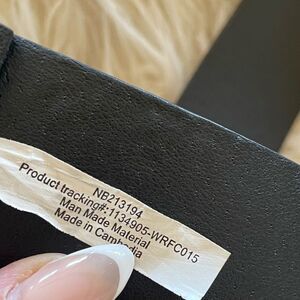 NB213194
Product tracking#:1134905-WRFC015
Man Made Material
Made in Cambodia